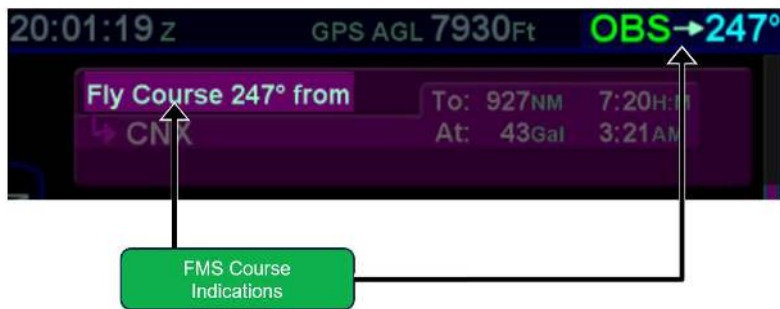 20:01:19 Z GPS AGL 7930Ft OBS→247°
Fly Course 247° from To: 927NM 7:20H:M
CNX At: 43Gal 3:21AM
FMS Course
Indications